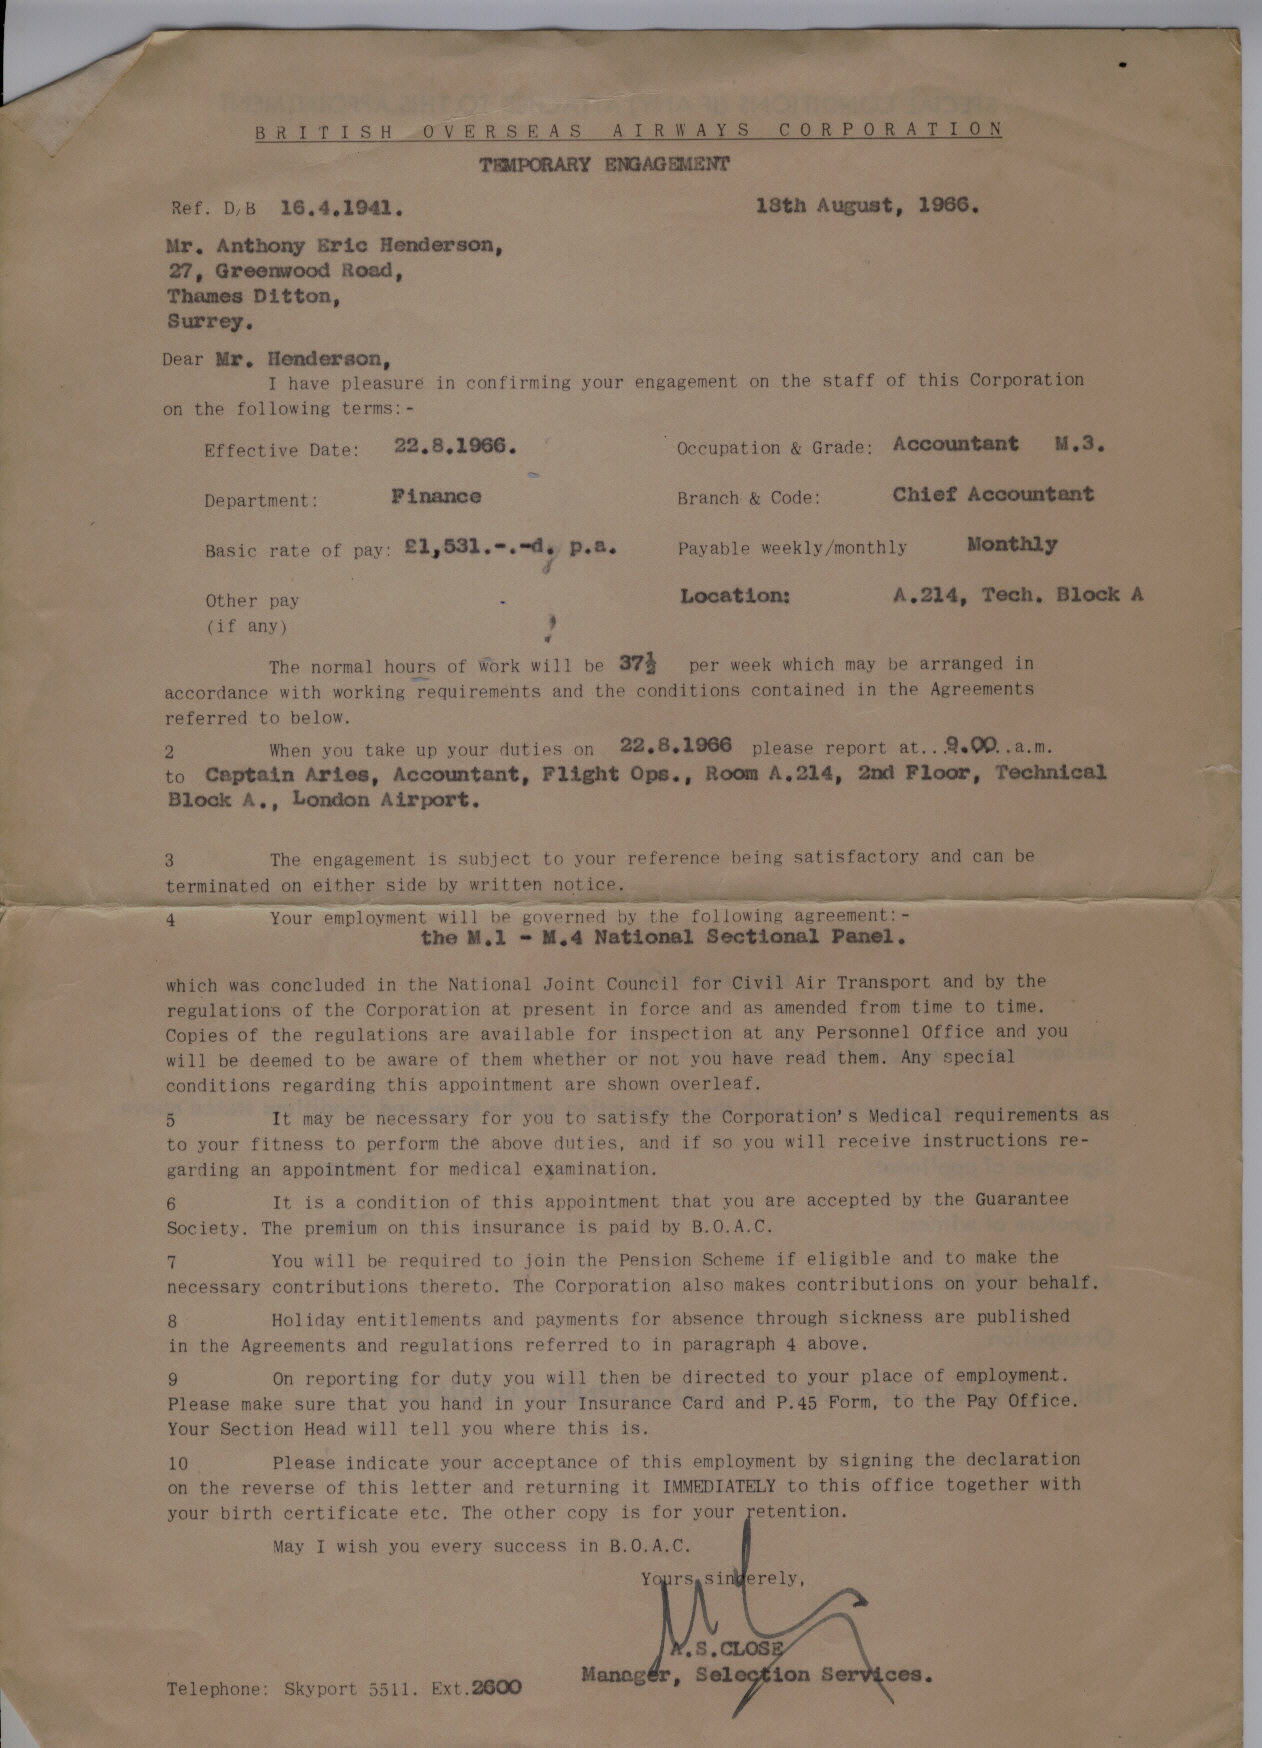 BRITISH OVERSEAS AIRWAYS CORPORATION
TEMPORARY ENGAGEMENT
Ref. D/B 16.4.1941. 18th August, 1966.
Mr. Anthony Eric Henderson,
27, Greenwood Road,
Thames Ditton,
Surrey.
Dear Mr. Henderson,
I have pleasure in confirming your engagement on the staff of this Corporation
on the following terms:-
Effective Date: 22.8.1966. Occupation & Grade: Accountant M.3.
Department: Finance Branch & Code: Chief Accountant
Basic rate of pay: £1,531.-.-d. p.a. Payable weekly/monthly Monthly
Other pay - Location: A.214, Tech. Block A
(if any)
The normal hours of work will be 37½ per week which may be arranged in
accordance with working requirements and the conditions contained in the Agreements
referred to below.
2 When you take up your duties on 22.8.1966 please report at...9.00..a.m.
to Captain Aries, Accountant, Flight Ops., Room A.214, 2nd Floor, Technical
Block A., London Airport.
3 The engagement is subject to your reference being satisfactory and can be
terminated on either side by written notice.
4 Your employment will be governed by the following agreement:-
the M.1 - M.4 National Sectional Panel.
which was concluded in the National Joint Council for Civil Air Transport and by the
regulations of the Corporation at present in force and as amended from time to time.
Copies of the regulations are available for inspection at any Personnel Office and you
will be deemed to be aware of them whether or not you have read them. Any special
conditions regarding this appointment are shown overleaf.
5 It may be necessary for you to satisfy the Corporation's Medical requirements as
to your fitness to perform the above duties, and if so you will receive instructions re-
garding an appointment for medical examination.
6 It is a condition of this appointment that you are accepted by the Guarantee
Society. The premium on this insurance is paid by B.O.A.C.
7 You will be required to join the Pension Scheme if eligible and to make the
necessary contributions thereto. The Corporation also makes contributions on your behalf.
8 Holiday entitlements and payments for absence through sickness are published
in the Agreements and regulations referred to in paragraph 4 above.
9 On reporting for duty you will then be directed to your place of employment.
Please make sure that you hand in your Insurance Card and P.45 Form, to the Pay Office.
Your Section Head will tell you where this is.
10 Please indicate your acceptance of this employment by signing the declaration
on the reverse of this letter and returning it IMMEDIATELY to this office together with
your birth certificate etc. The other copy is for your retention.
May I wish you every success in B.O.A.C.
Yours sincerely,
A.S.CLOSE
Manager, Selection Services.
Telephone: Skyport 5511. Ext.2600